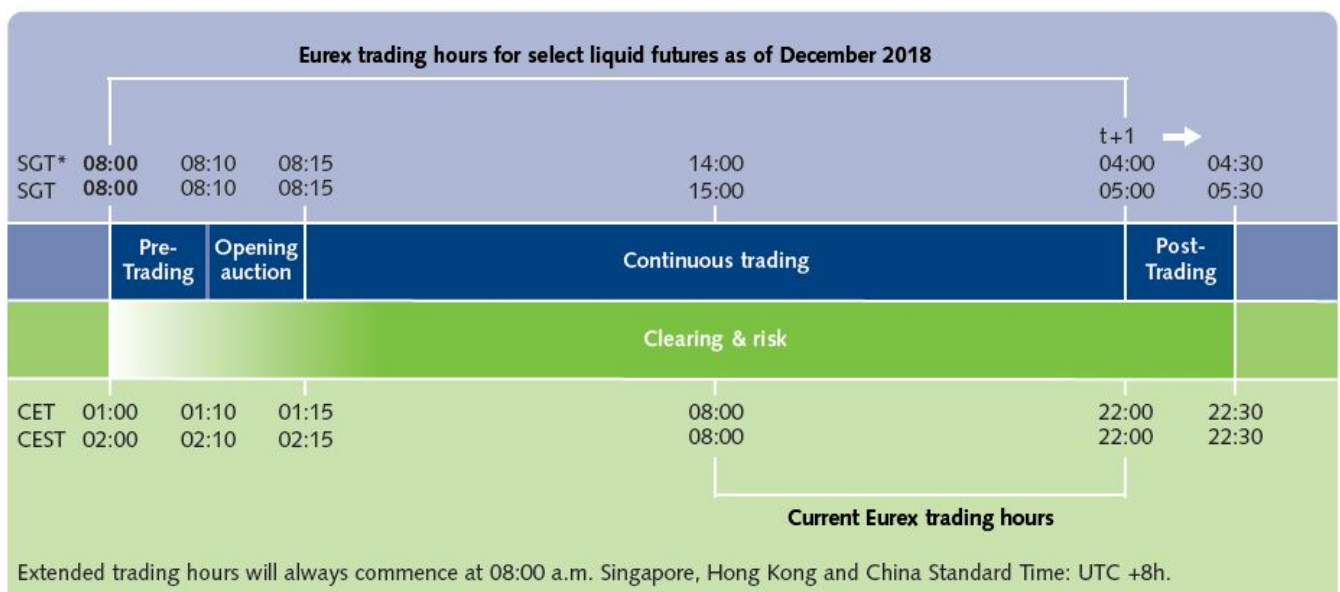 Eurex trading hours for select liquid futures as of December 2018
t+1
SGT* 08:00 08:10 08:15 14:00 04:00 04:30
SGT 08:00 08:10 08:15 15:00 05:00 05:30
Pre- Opening Continuous trading Post-
Trading auction Trading
Clearing & risk
CET 01:00 01:10 01:15 08:00 22:00 22:30
CEST 02:00 02:10 02:15 08:00 22:00 22:30
Current Eurex trading hours
Extended trading hours will always commence at 08:00 a.m. Singapore, Hong Kong and China Standard Time: UTC +8h.